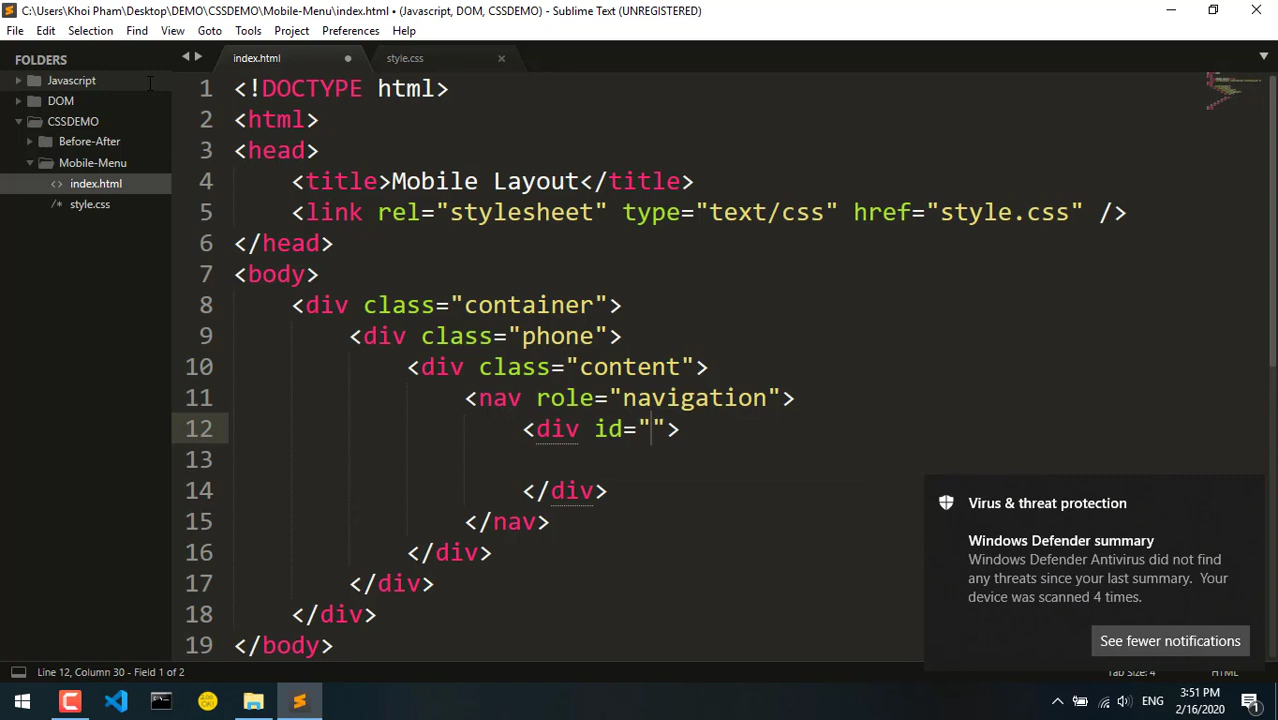 C:\Users\Khoi Pham\Desktop\DEMO\CSSDEMO\Mobile-Menu\index.html • (Javascript, DOM, CSSDEMO) - Sublime Text (UNREGISTERED)
File Edit Selection Find View Goto Tools Project Preferences Help
FOLDERS
Javascript
DOM
CSSDEMO
Before-After
Mobile-Menu
<> index.html
/* style.css
index.html
style.css
1 <!DOCTYPE html>
2 <html>
3 <head>
4 <title>Mobile Layout</title>
5 <link rel="stylesheet" type="text/css" href="style.css" />
6 </head>
7 <body>
8 <div class="container">
9 <div class="phone">
10 <div class="content">
11 <nav role="navigation">
12 <div id="">
13
14 </div>
15 </nav>
16 </div>
17 </div>
18 </div>
19 </body>
Virus & threat protection
Windows Defender summary
Windows Defender Antivirus did not find
any threats since your last summary. Your
device was scanned 4 times.
See fewer notifications
Line 12, Column 30 - Field 1 of 2
Tab Size: 4
HTML
ENG
3:51 PM
2/16/2020
1